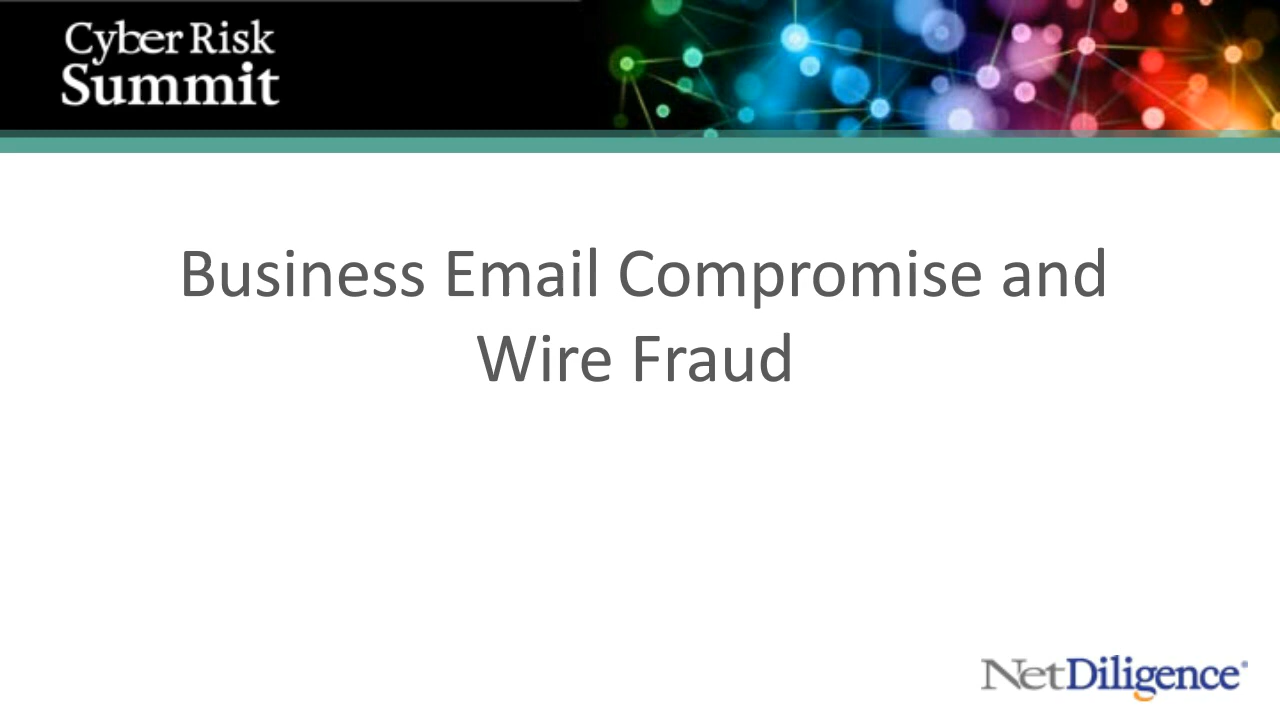 Cyber Risk
Summit
Business Email Compromise and
Wire Fraud
NetDiligence®